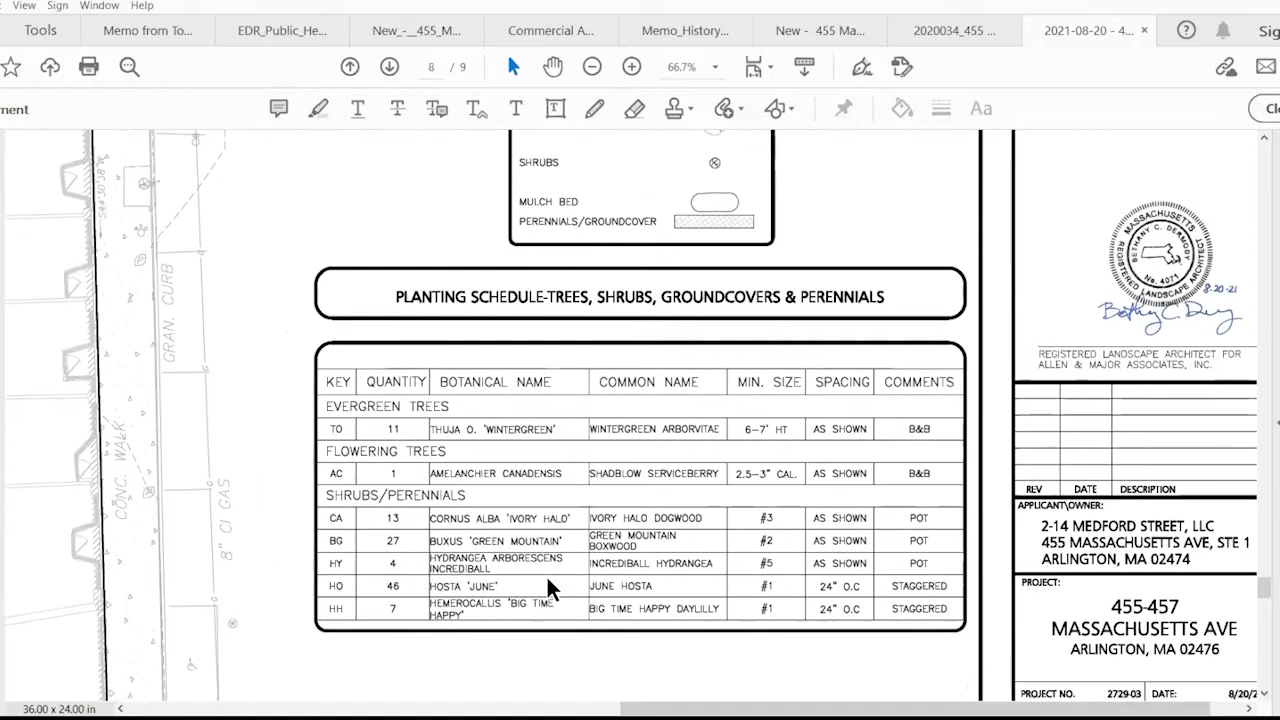 View Sign Window Help
Tools Memo from To... EDR_Public_He... New_-__455_M... Commercial A... Memo_History... New - 455 Ma... 2020034_455 ... 2021-08-20 - 4... × Sig
8 / 9 66.7%
ment
SHRUBS
MULCH BED
PERENNIALS/GROUNDCOVER
PLANTING SCHEDULE-TREES, SHRUBS, GROUNDCOVERS & PERENNIALS
KEY QUANTITY BOTANICAL NAME COMMON NAME MIN. SIZE SPACING COMMENTS
EVERGREEN TREES
TO 11 THUJA O. 'WINTERGREEN' WINTERGREEN ARBORVITAE 6-7' HT AS SHOWN B&B
FLOWERING TREES
AC 1 AMELANCHIER CANADENSIS SHADBLOW SERVICEBERRY 2.5-3" CAL. AS SHOWN B&B
SHRUBS/PERENNIALS
CA 13 CORNUS ALBA 'IVORY HALO' IVORY HALO DOGWOOD #3 AS SHOWN POT
BG 27 BUXUS 'GREEN MOUNTAIN' GREEN MOUNTAIN BOXWOOD #2 AS SHOWN POT
HY 4 HYDRANGEA ARBORESCENS INCREDIBALL INCREDIBALL HYDRANGEA #5 AS SHOWN POT
HO 46 HOSTA 'JUNE' JUNE HOSTA #1 24" O.C STAGGERED
HH 7 HEMEROCALLIS 'BIG TIME HAPPY' BIG TIME HAPPY DAYLILLY #1 24" O.C STAGGERED
GRAN. CURB
CONC. WALK
8" CI GAS
MASSACHUSETTS
BETHANY C. DERMODY
No. 4071
REGISTERED LANDSCAPE ARCHITECT
8-20-21
REGISTERED LANDSCAPE ARCHITECT FOR
ALLEN & MAJOR ASSOCIATES, INC.
REV DATE DESCRIPTION
APPLICANT\OWNER:
2-14 MEDFORD STREET, LLC
455 MASSACHUSETTS AVE, STE 1
ARLINGTON, MA 02474
PROJECT:
455-457
MASSACHUSETTS AVE
ARLINGTON, MA 02476
PROJECT NO. 2729-03 DATE: 8/20/2
36.00 x 24.00 in